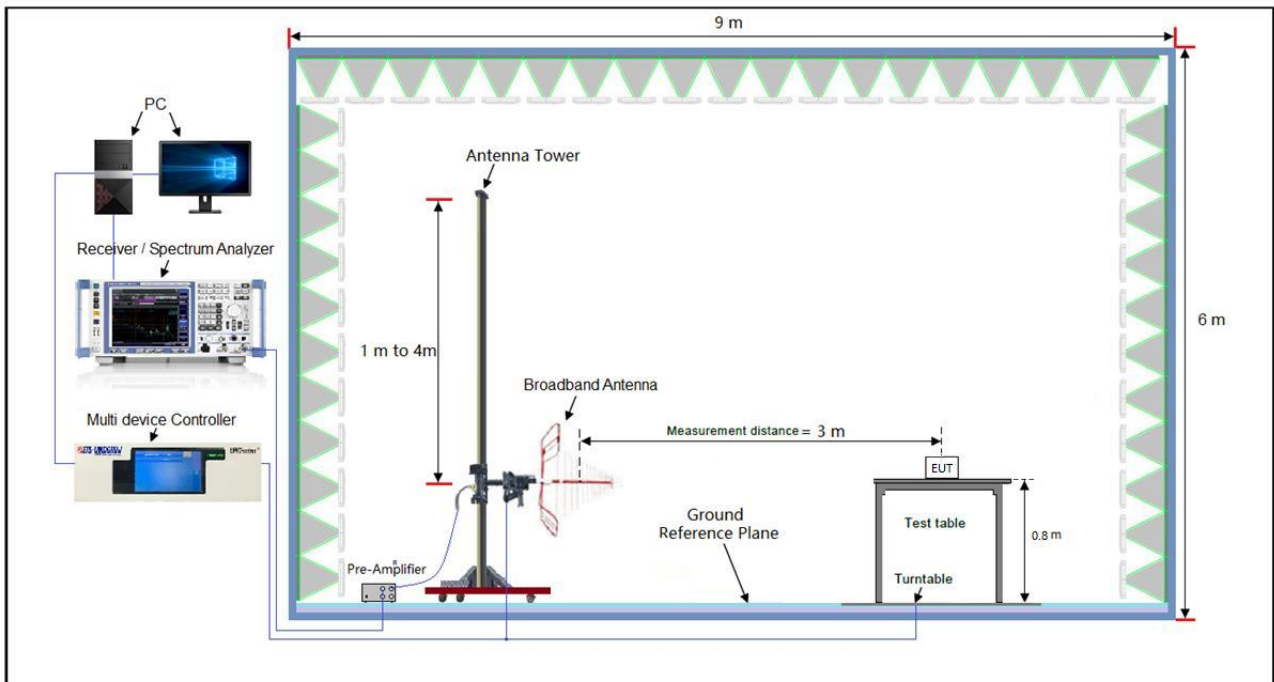 9 m
PC
Antenna Tower
Receiver / Spectrum Analyzer
6 m
1 m to 4m
Broadband Antenna
Multi device Controller
Measurement distance = 3 m
EUT
Ground
Reference Plane
Test table
0.8 m
Pre-Amplifier
Turntable